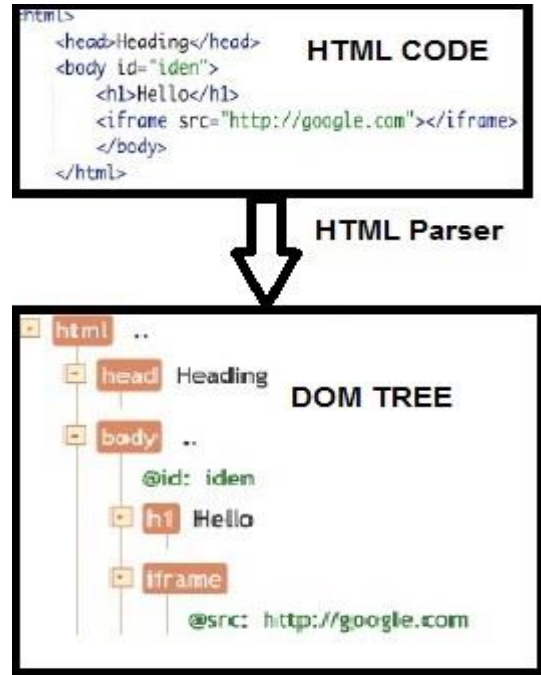 <html>
<head>Heading</head>
HTML CODE
<body id="iden">
<h1>Hello</h1>
<iframe src="http://google.com"></iframe>
</body>
</html>
HTML Parser
html ..
head Heading
DOM TREE
body ..
@id: iden
h1 Hello
iframe
@src: http://google.com